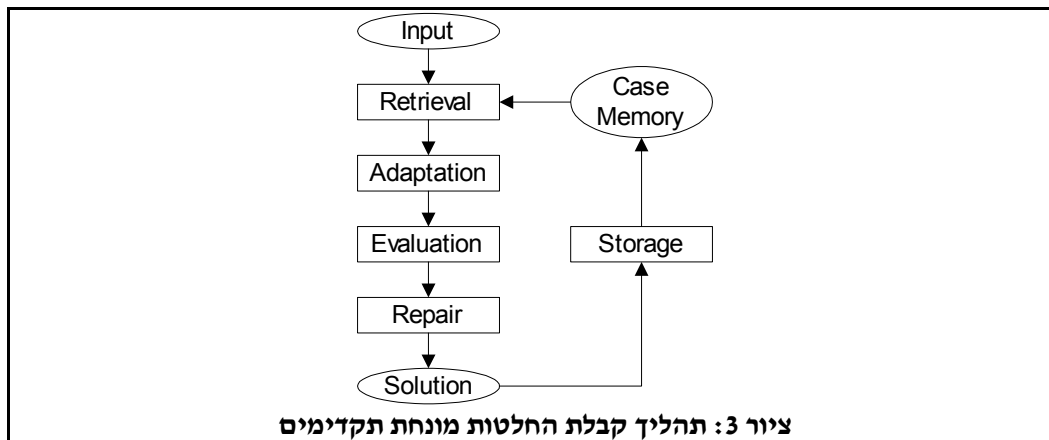 Input
Retrieval
Case
Memory
Adaptation
Evaluation
Storage
Repair
Solution
ציור 3: תהליך קבלת החלטות מונחת תקדימים